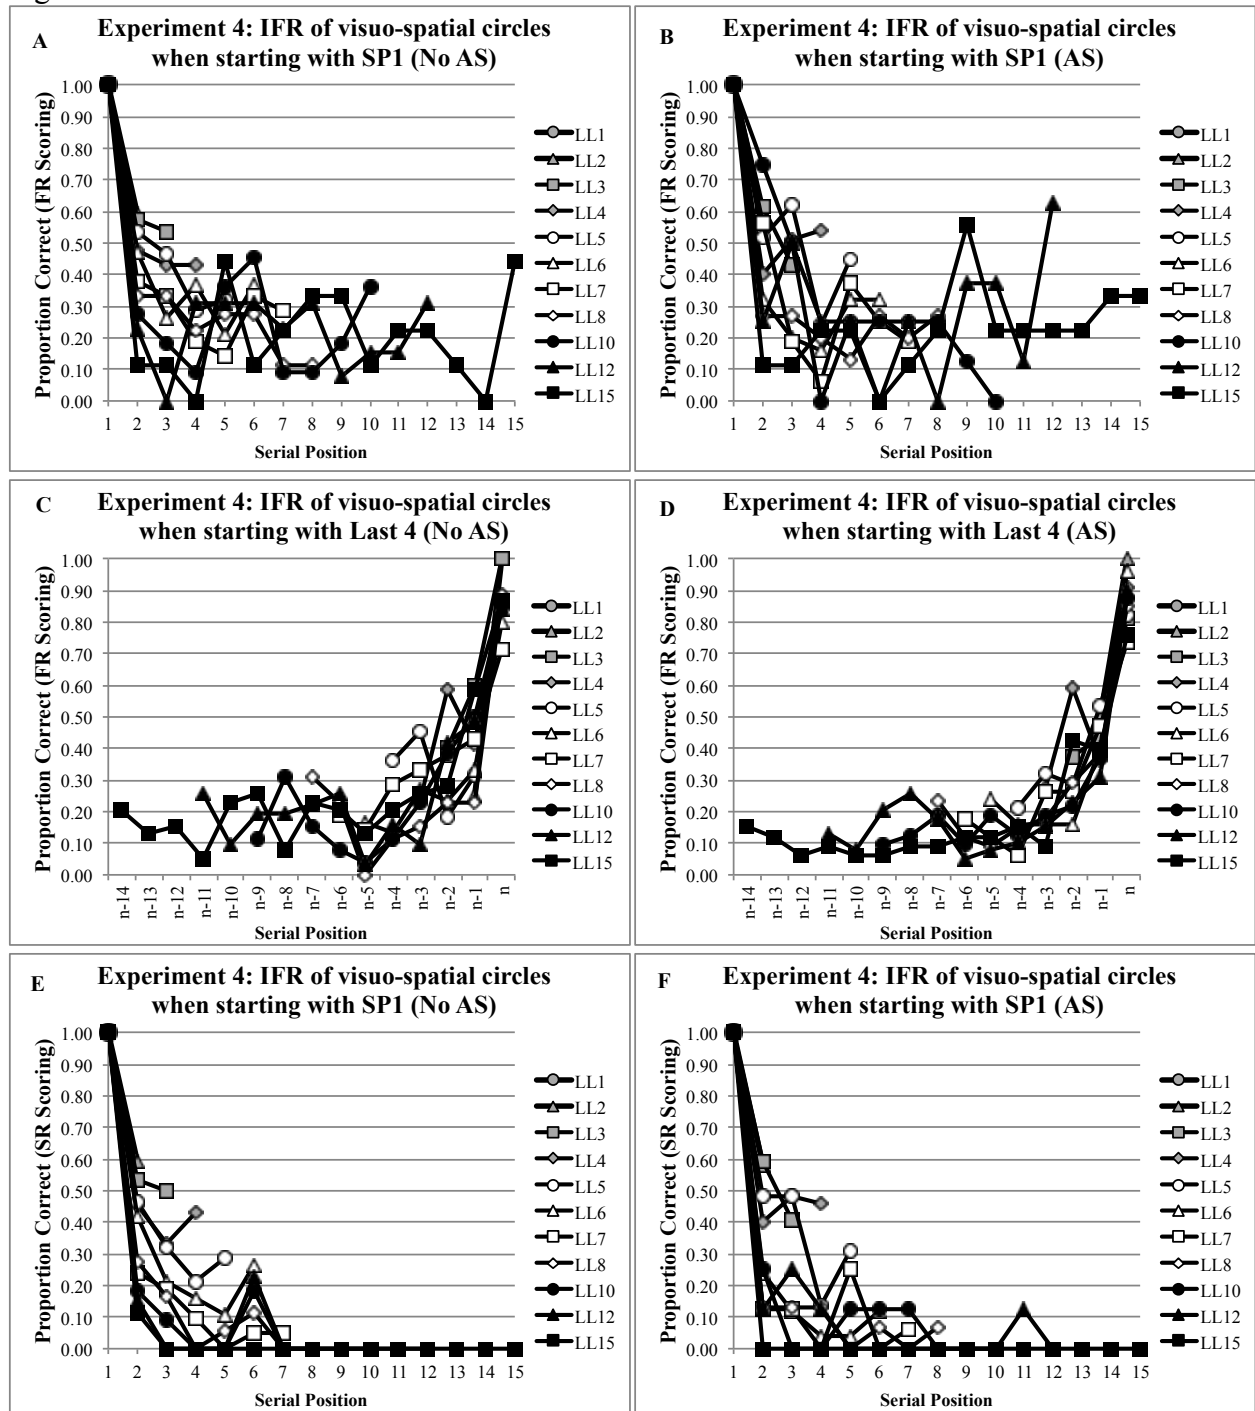 A
Experiment 4: IFR of visuo-spatial circles
when starting with SP1 (No AS)
Proportion Correct (FR Scoring)
1.00
0.90
0.80
0.70
0.60
0.50
0.40
0.30
0.20
0.10
0.00
1 2 3 4 5 6 7 8 9 10 11 12 13 14 15
Serial Position
LL1
LL2
LL3
LL4
LL5
LL6
LL7
LL8
LL10
LL12
LL15
B
Experiment 4: IFR of visuo-spatial circles
when starting with SP1 (AS)
Proportion Correct (FR Scoring)
1.00
0.90
0.80
0.70
0.60
0.50
0.40
0.30
0.20
0.10
0.00
1 2 3 4 5 6 7 8 9 10 11 12 13 14 15
Serial Position
LL1
LL2
LL3
LL4
LL5
LL6
LL7
LL8
LL10
LL12
LL15
C
Experiment 4: IFR of visuo-spatial circles
when starting with Last 4 (No AS)
Proportion Correct (FR Scoring)
1.00
0.90
0.80
0.70
0.60
0.50
0.40
0.30
0.20
0.10
0.00
n-14 n-13 n-12 n-11 n-10 n-9 n-8 n-7 n-6 n-5 n-4 n-3 n-2 n-1 n
Serial Position
LL1
LL2
LL3
LL4
LL5
LL6
LL7
LL8
LL10
LL12
LL15
D
Experiment 4: IFR of visuo-spatial circles
when starting with Last 4 (AS)
Proportion Correct (FR Scoring)
1.00
0.90
0.80
0.70
0.60
0.50
0.40
0.30
0.20
0.10
0.00
n-14 n-13 n-12 n-11 n-10 n-9 n-8 n-7 n-6 n-5 n-4 n-3 n-2 n-1 n
Serial Position
LL1
LL2
LL3
LL4
LL5
LL6
LL7
LL8
LL10
LL12
LL15
E
Experiment 4: IFR of visuo-spatial circles
when starting with SP1 (No AS)
Proportion Correct (SR Scoring)
1.00
0.90
0.80
0.70
0.60
0.50
0.40
0.30
0.20
0.10
0.00
1 2 3 4 5 6 7 8 9 10 11 12 13 14 15
Serial Position
LL1
LL2
LL3
LL4
LL5
LL6
LL7
LL8
LL10
LL12
LL15
F
Experiment 4: IFR of visuo-spatial circles
when starting with SP1 (AS)
Proportion Correct (SR Scoring)
1.00
0.90
0.80
0.70
0.60
0.50
0.40
0.30
0.20
0.10
0.00
1 2 3 4 5 6 7 8 9 10 11 12 13 14 15
Serial Position
LL1
LL2
LL3
LL4
LL5
LL6
LL7
LL8
LL10
LL12
LL15